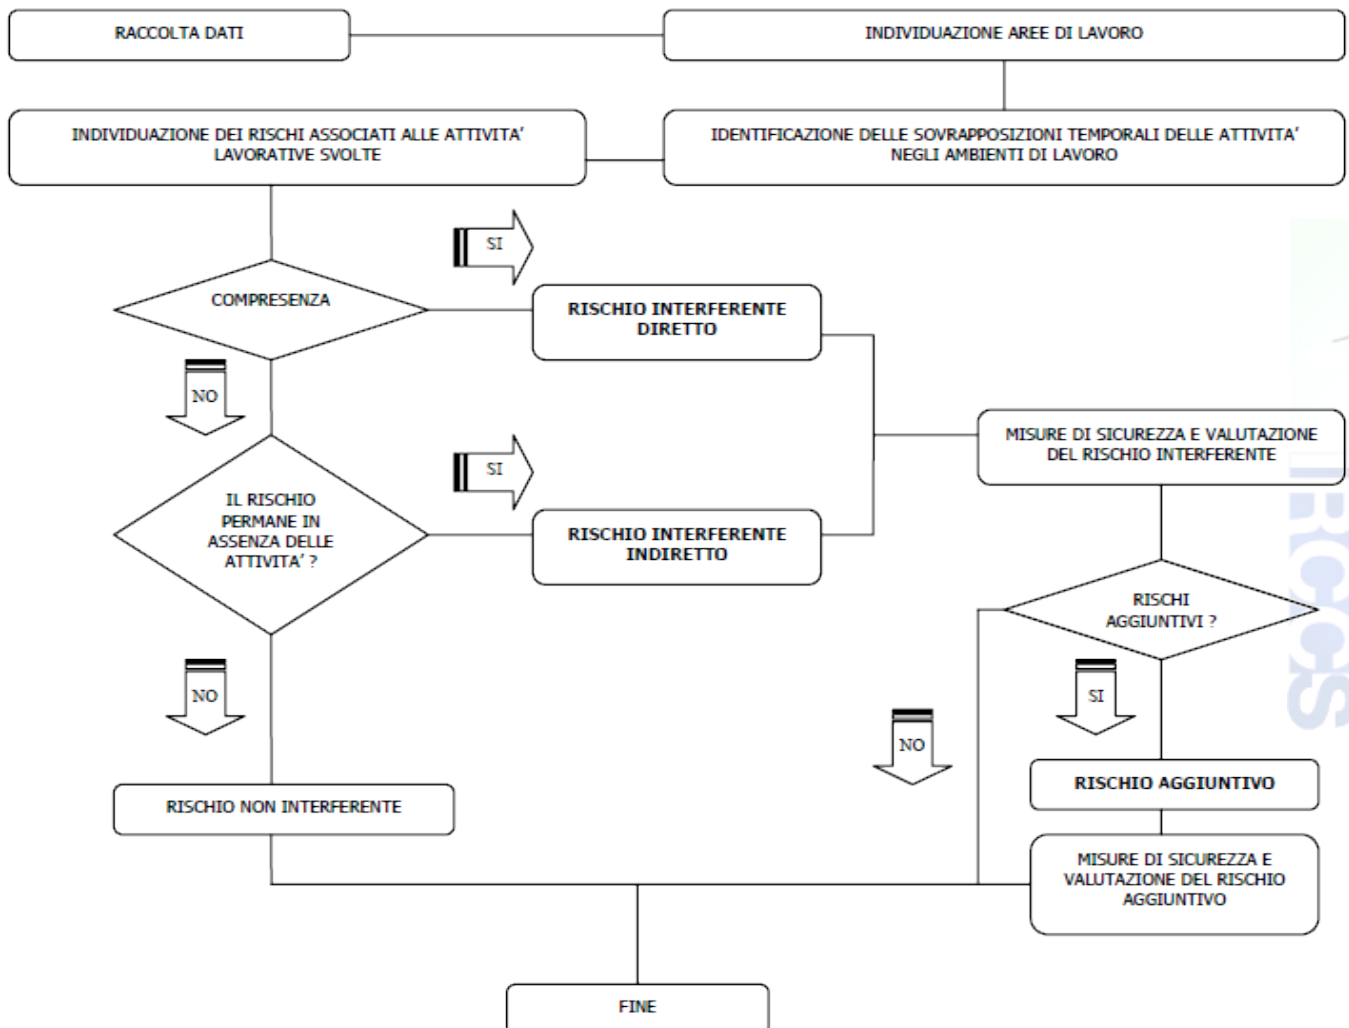 RACCOLTA DATI
INDIVIDUAZIONE AREE DI LAVORO
INDIVIDUAZIONE DEI RISCHI ASSOCIATI ALLE ATTIVITA'
LAVORATIVE SVOLTE
IDENTIFICAZIONE DELLE SOVRAPPOSIZIONI TEMPORALI DELLE ATTIVITA'
NEGLI AMBIENTI DI LAVORO
SI
COMPRESENZA
RISCHIO INTERFERENTE
DIRETTO
NO
SI
MISURE DI SICUREZZA E VALUTAZIONE
DEL RISCHIO INTERFERENTE
IL RISCHIO
PERMANE IN
ASSENZA DELLE
ATTIVITA' ?
RISCHIO INTERFERENTE
INDIRETTO
RISCHI
AGGIUNTIVI ?
NO
SI
NO
RISCHIO AGGIUNTIVO
RISCHIO NON INTERFERENTE
MISURE DI SICUREZZA E
VALUTAZIONE DEL RISCHIO
AGGIUNTIVO
FINE
IRCCS